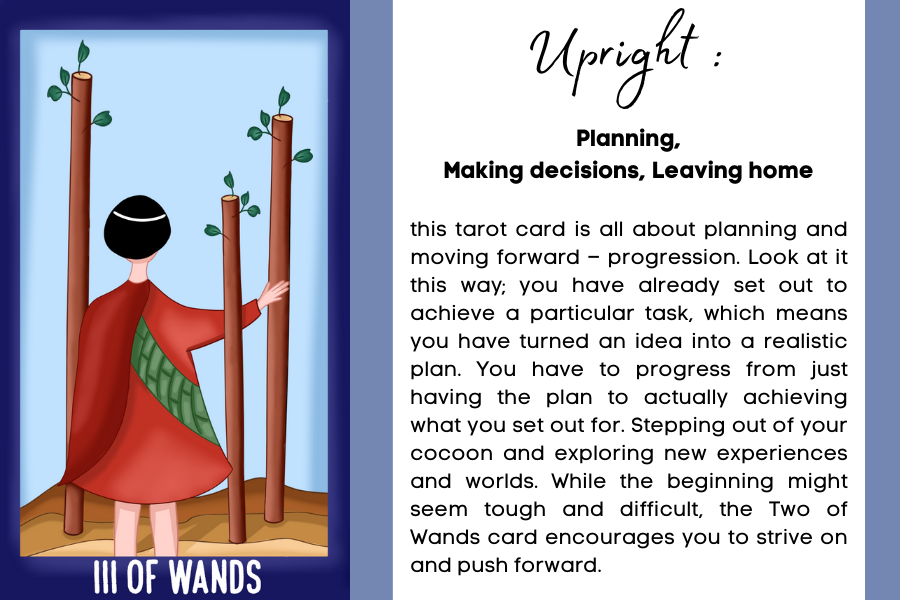 III OF WANDS
Upright :
Planning,
Making decisions, Leaving home
this tarot card is all about planning and
moving forward – progression. Look at it
this way; you have already set out to
achieve a particular task, which means
you have turned an idea into a realistic
plan. You have to progress from just
having the plan to actually achieving
what you set out for. Stepping out of your
cocoon and exploring new experiences
and worlds. While the beginning might
seem tough and difficult, the Two of
Wands card encourages you to strive on
and push forward.